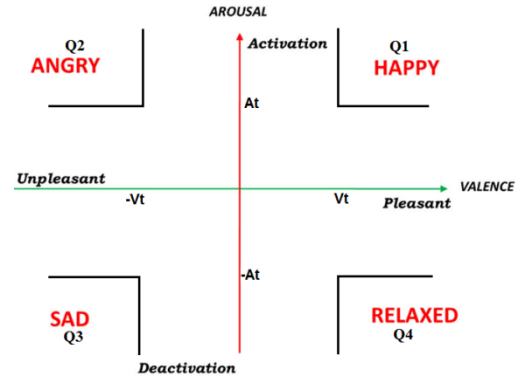 AROUSAL
Q2
ANGRY
Activation
Q1
HAPPY
At
Unpleasant
VALENCE
-Vt
Vt
Pleasant
-At
SAD
Q3
RELAXED
Q4
Deactivation